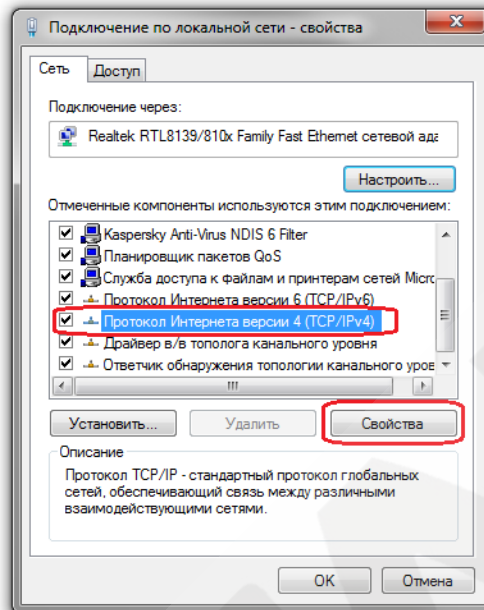 Подключение по локальной сети - свойства
Сеть Доступ
Подключение через:
Realtek RTL8139/810x Family Fast Ethernet сетевой ада
Настроить...
Отмеченные компоненты используются этим подключением:
Kaspersky Anti-Virus NDIS 6 Filter
Планировщик пакетов QoS
Служба доступа к файлам и принтерам сетей Micro
Протокол Интернета версии 6 (TCP/IPv6)
Протокол Интернета версии 4 (TCP/IPv4)
Драйвер в/в тополога канального уровня
Ответчик обнаружения топологии канального уров
Установить... Удалить Свойства
Описание
Протокол TCP/IP - стандартный протокол глобальных
сетей, обеспечивающий связь между различными
взаимодействующими сетями.
OK Отмена